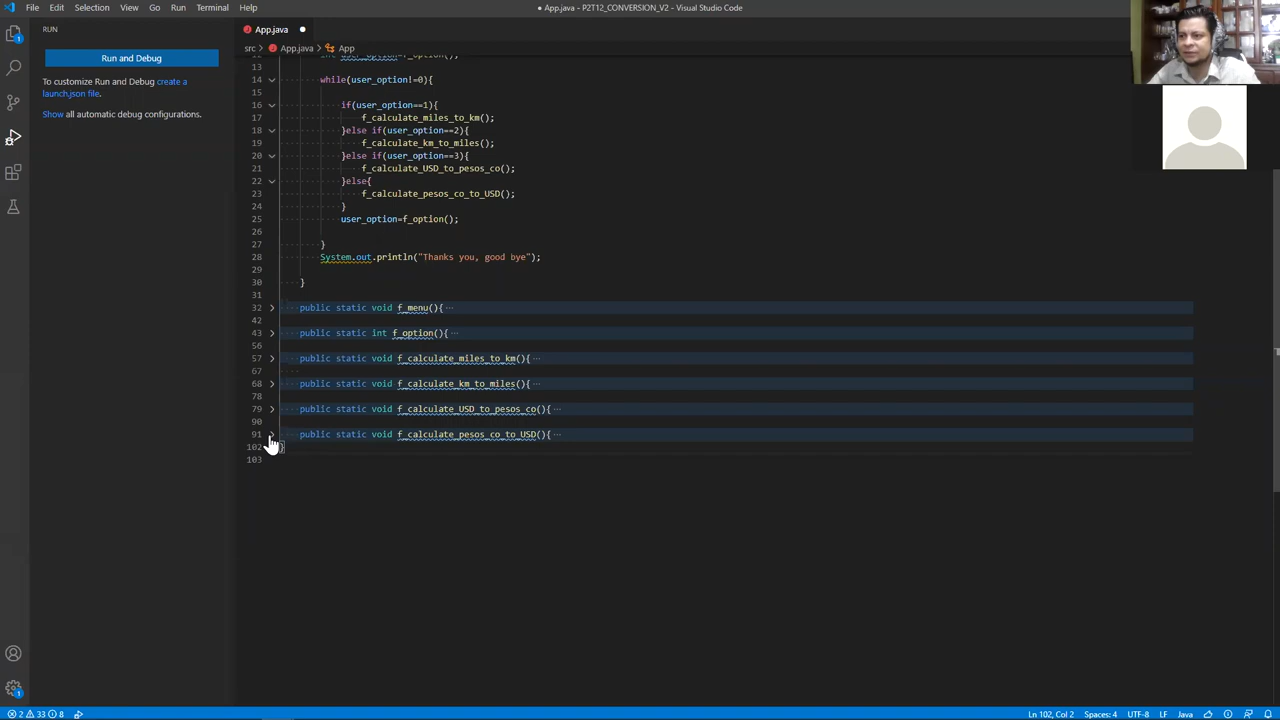 File Edit Selection View Go Run Terminal Help
● App.java - P2T12_CONVERSION_V2 - Visual Studio Code
RUN
Run and Debug
To customize Run and Debug create a
launch.json file.
Show all automatic debug configurations.
App.java
src > App.java > App
13
14 while(user_option!=0){
15
16 if(user_option==1){
17 f_calculate_miles_to_km();
18 }else if(user_option==2){
19 f_calculate_km_to_miles();
20 }else if(user_option==3){
21 f_calculate_USD_to_pesos_co();
22 }else{
23 f_calculate_pesos_co_to_USD();
24 }
25 user_option=f_option();
26
27 }
28 System.out.println("Thanks you, good bye");
29
30 }
31
32 public static void f_menu(){ ···
42
43 public static int f_option(){ ···
56
57 public static void f_calculate_miles_to_km(){ ···
67
68 public static void f_calculate_km_to_miles(){ ···
78
79 public static void f_calculate_USD_to_pesos_co(){ ···
90
91 public static void f_calculate_pesos_co_to_USD(){ ···
102 }
103
1
1
2 33 8
Ln 102, Col 2 Spaces: 4 UTF-8 LF Java